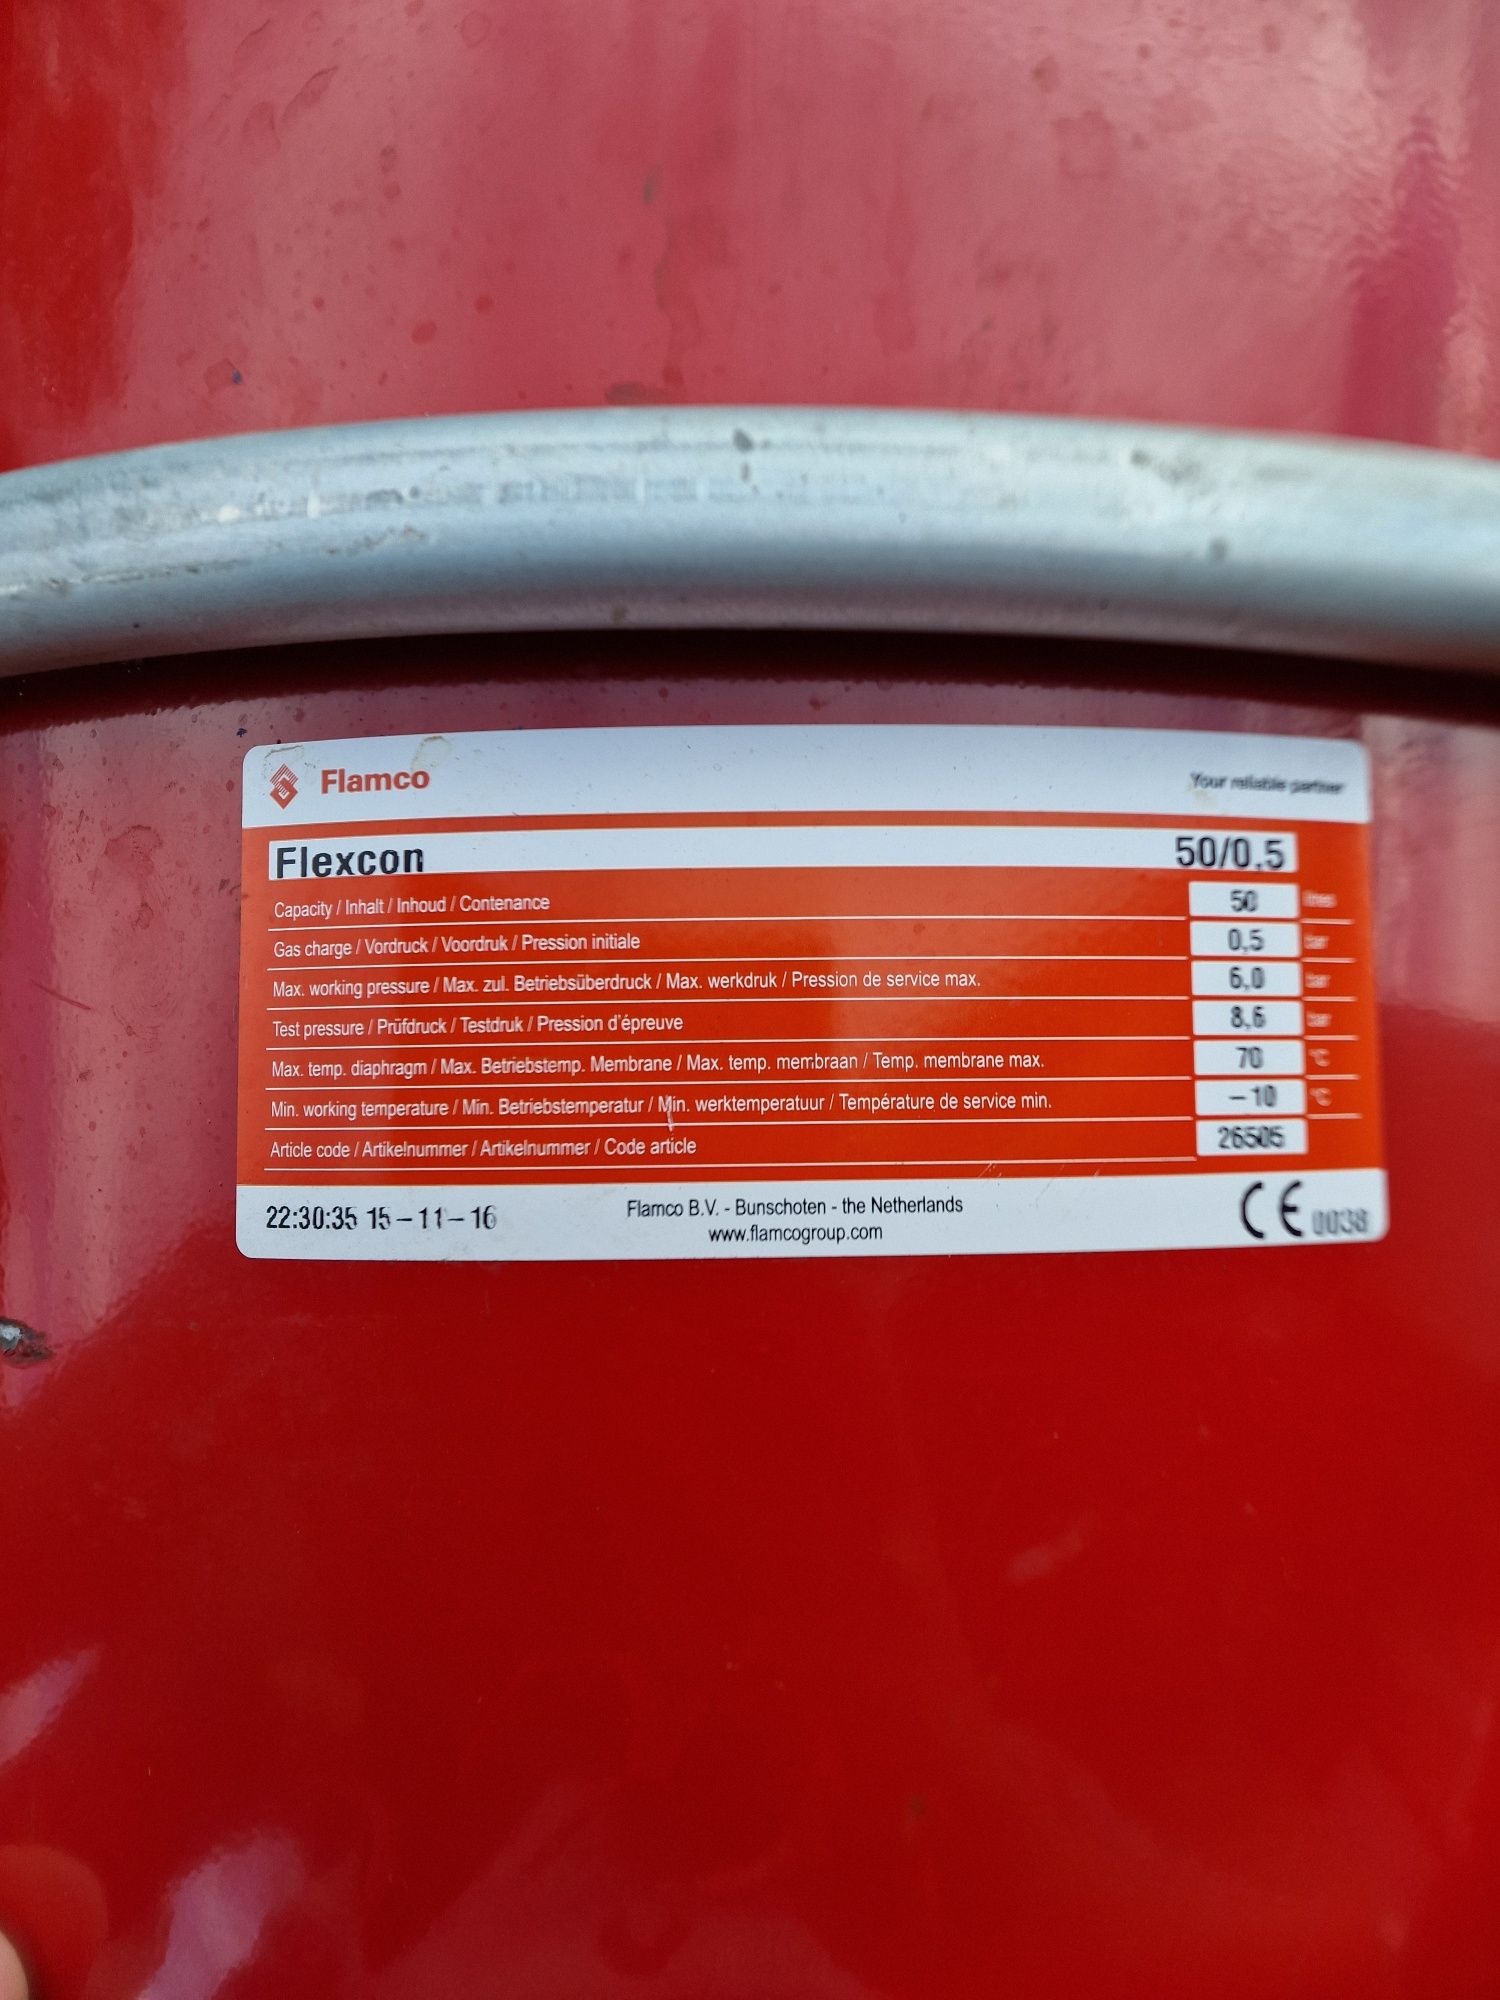 Flamco
Your reliable partner
Flexcon 50/0,5
Capacity / Inhalt / Inhoud / Contenance 50 litres
Gas charge / Vordruck / Voordruk / Pression initiale 0,5 bar
Max. working pressure / Max. zul. Betriebsüberdruck / Max. werkdruk / Pression de service max. 6,0 bar
Test pressure / Prüfdruck / Testdruk / Pression d'épreuve 8,6 bar
Max. temp. diaphragm / Max. Betriebstemp. Membrane / Max. temp. membraan / Temp. membrane max. 70 °C
Min. working temperature / Min. Betriebstemperatur / Min. werktemperatuur / Température de service min. –10 °C
Article code / Artikelnummer / Artikelnummer / Code article 26505
22:30:35 15–11–16
Flamco B.V. - Bunschoten - the Netherlands
www.flamcogroup.com
CE 0038